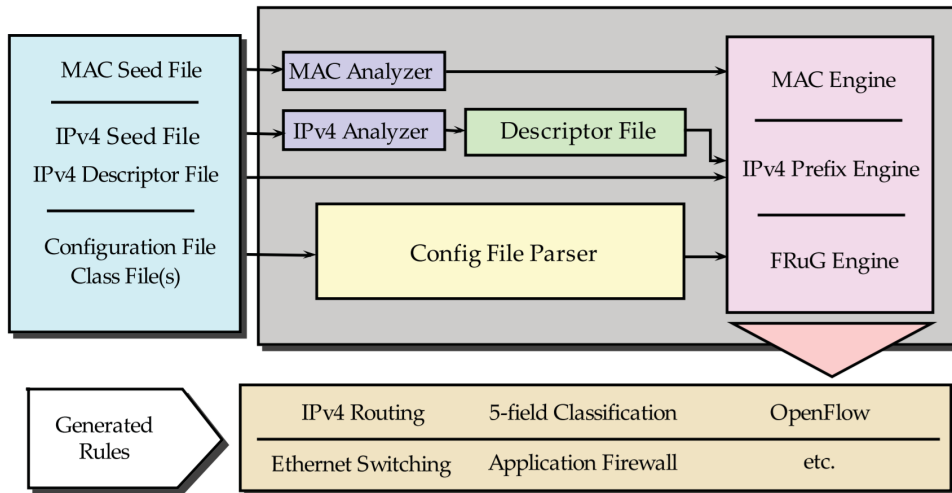 MAC Seed File
IPv4 Seed File
IPv4 Descriptor File
Configuration File
Class File(s)
MAC Analyzer
IPv4 Analyzer
Descriptor File
Config File Parser
MAC Engine
IPv4 Prefix Engine
FRuG Engine
Generated
Rules
IPv4 Routing
5-field Classification
OpenFlow
Ethernet Switching
Application Firewall
etc.